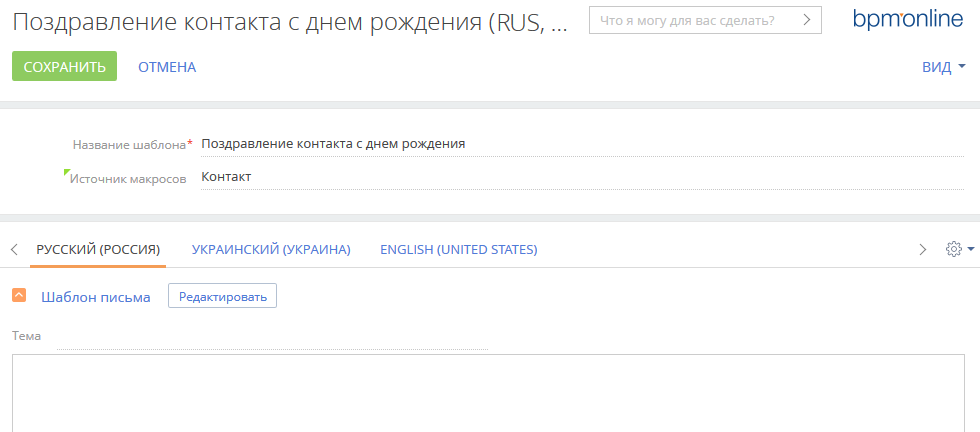 Поздравление контакта с днем рождения (RUS, ...
Что я могу для вас сделать?
bpm'online
СОХРАНИТЬ
ОТМЕНА
ВИД
Название шаблона* Поздравление контакта с днем рождения
Источник макросов Контакт
РУССКИЙ (РОССИЯ) УКРАИНСКИЙ (УКРАИНА) ENGLISH (UNITED STATES)
Шаблон письма Редактировать
Тема